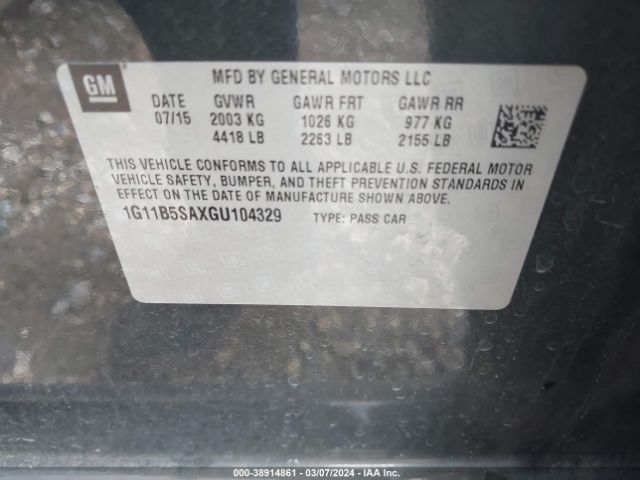 GM
MFD BY GENERAL MOTORS LLC
DATE GVWR GAWR FRT GAWR RR
07/15 2003 KG 1026 KG 977 KG
4418 LB 2263 LB 2155 LB
THIS VEHICLE CONFORMS TO ALL APPLICABLE U.S. FEDERAL MOTOR
VEHICLE SAFETY, BUMPER, AND THEFT PREVENTION STANDARDS IN
EFFECT ON THE DATE OF MANUFACTURE SHOWN ABOVE.
1G11B5SAXGU104329 TYPE: PASS CAR
000-38914861 - 03/07/2024 - IAA Inc.